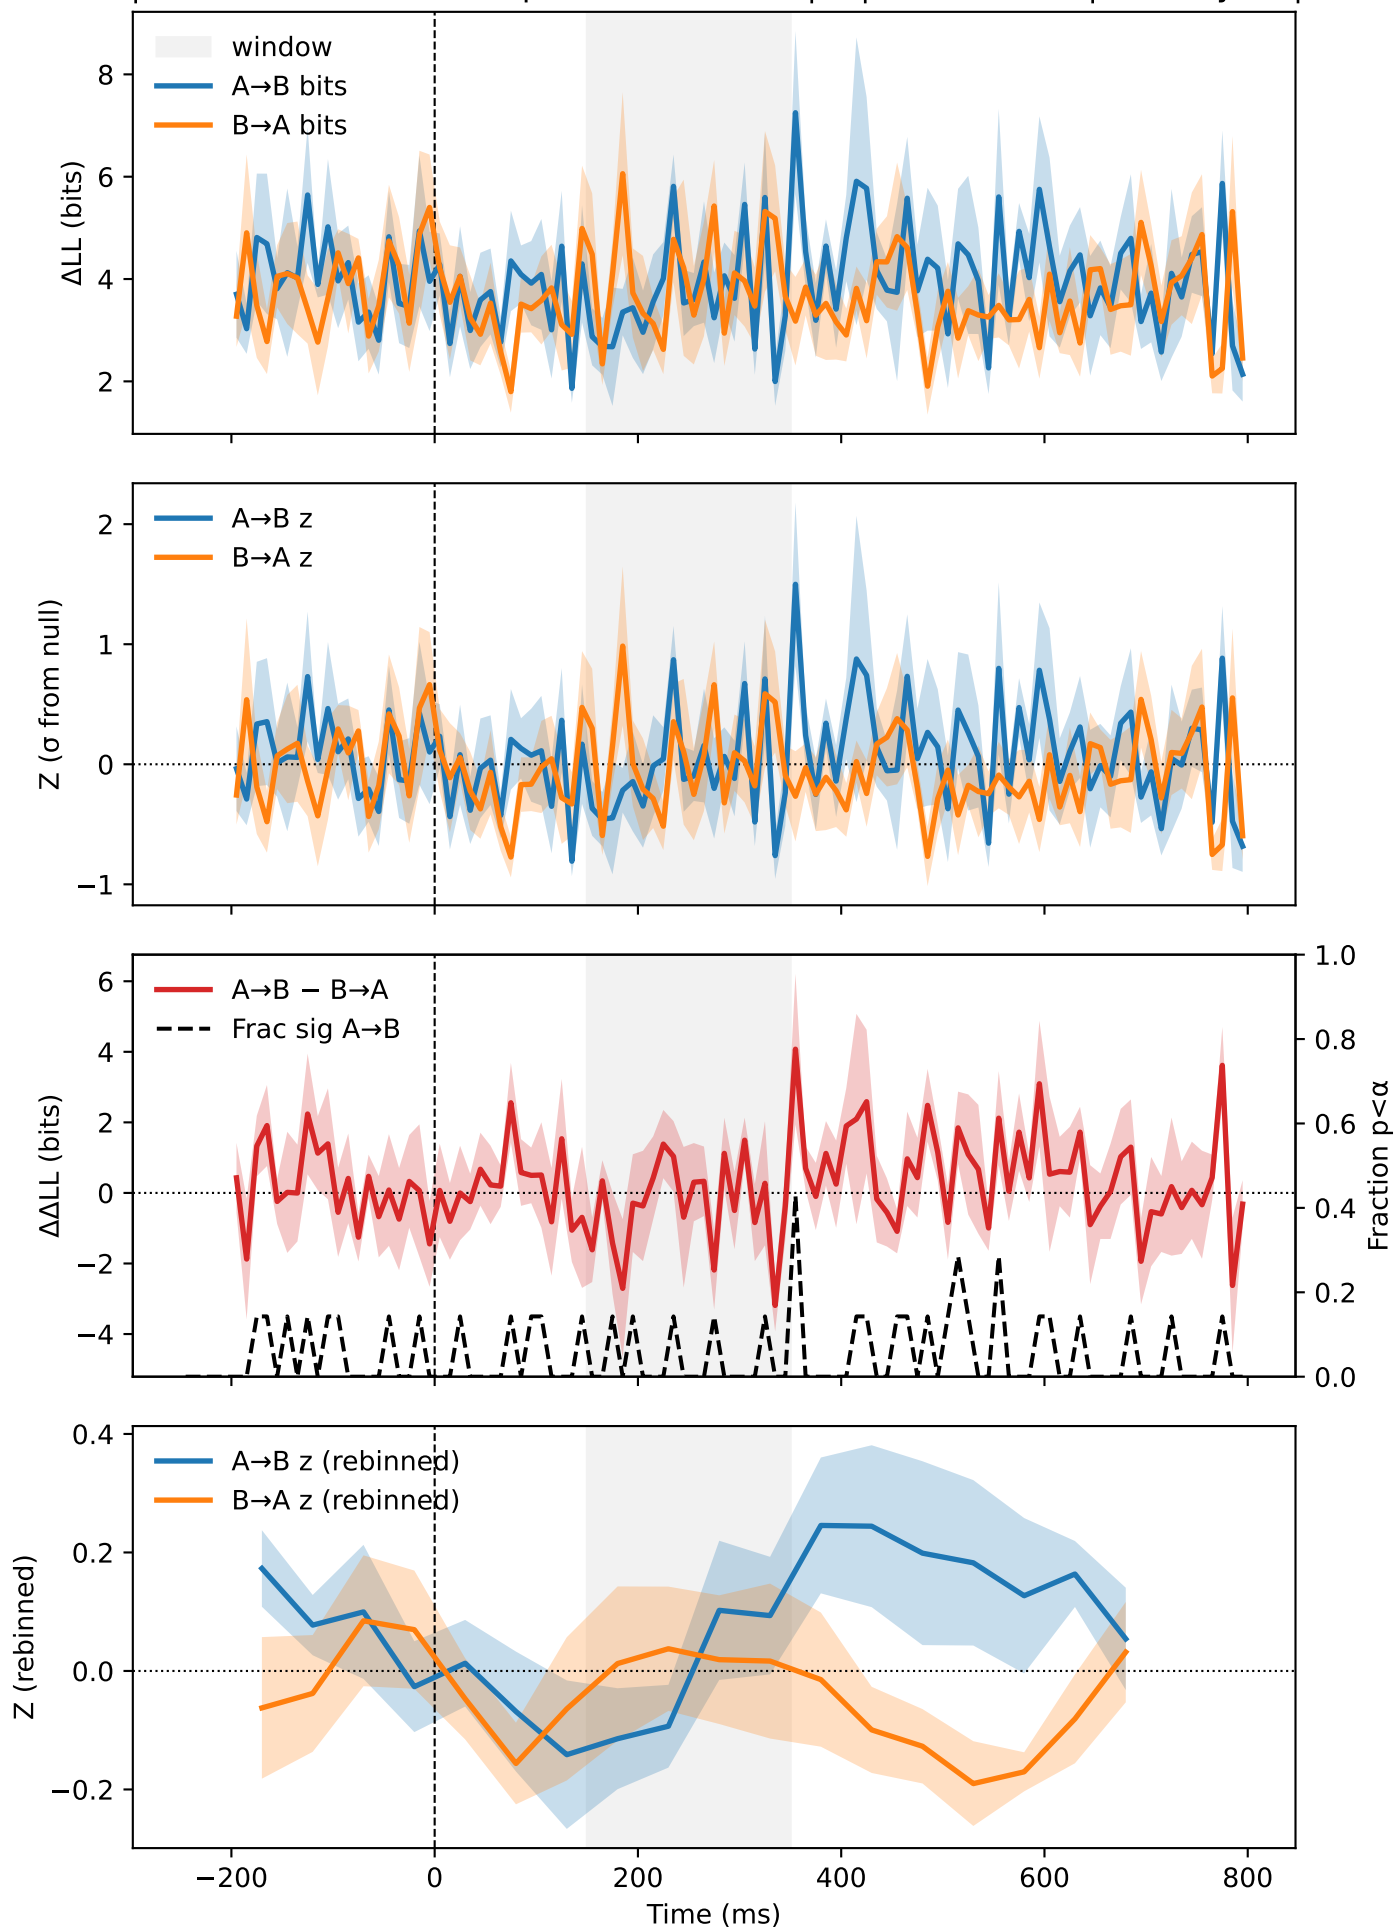 8
6
4
2
ΔLL (bits)
window
A→B bits
B→A bits
2
1
0
−1
Z (σ from null)
A→B z
B→A z
6
4
2
0
−2
−4
ΔΔLL (bits)
A→B − B→A
Frac sig A→B
1.0
0.8
0.6
0.4
0.2
0.0
Fraction p<α
0.4
0.2
0.0
−0.2
Z (rebinned)
A→B z (rebinned)
B→A z (rebinned)
−200 0 200 400 600 800
Time (ms)